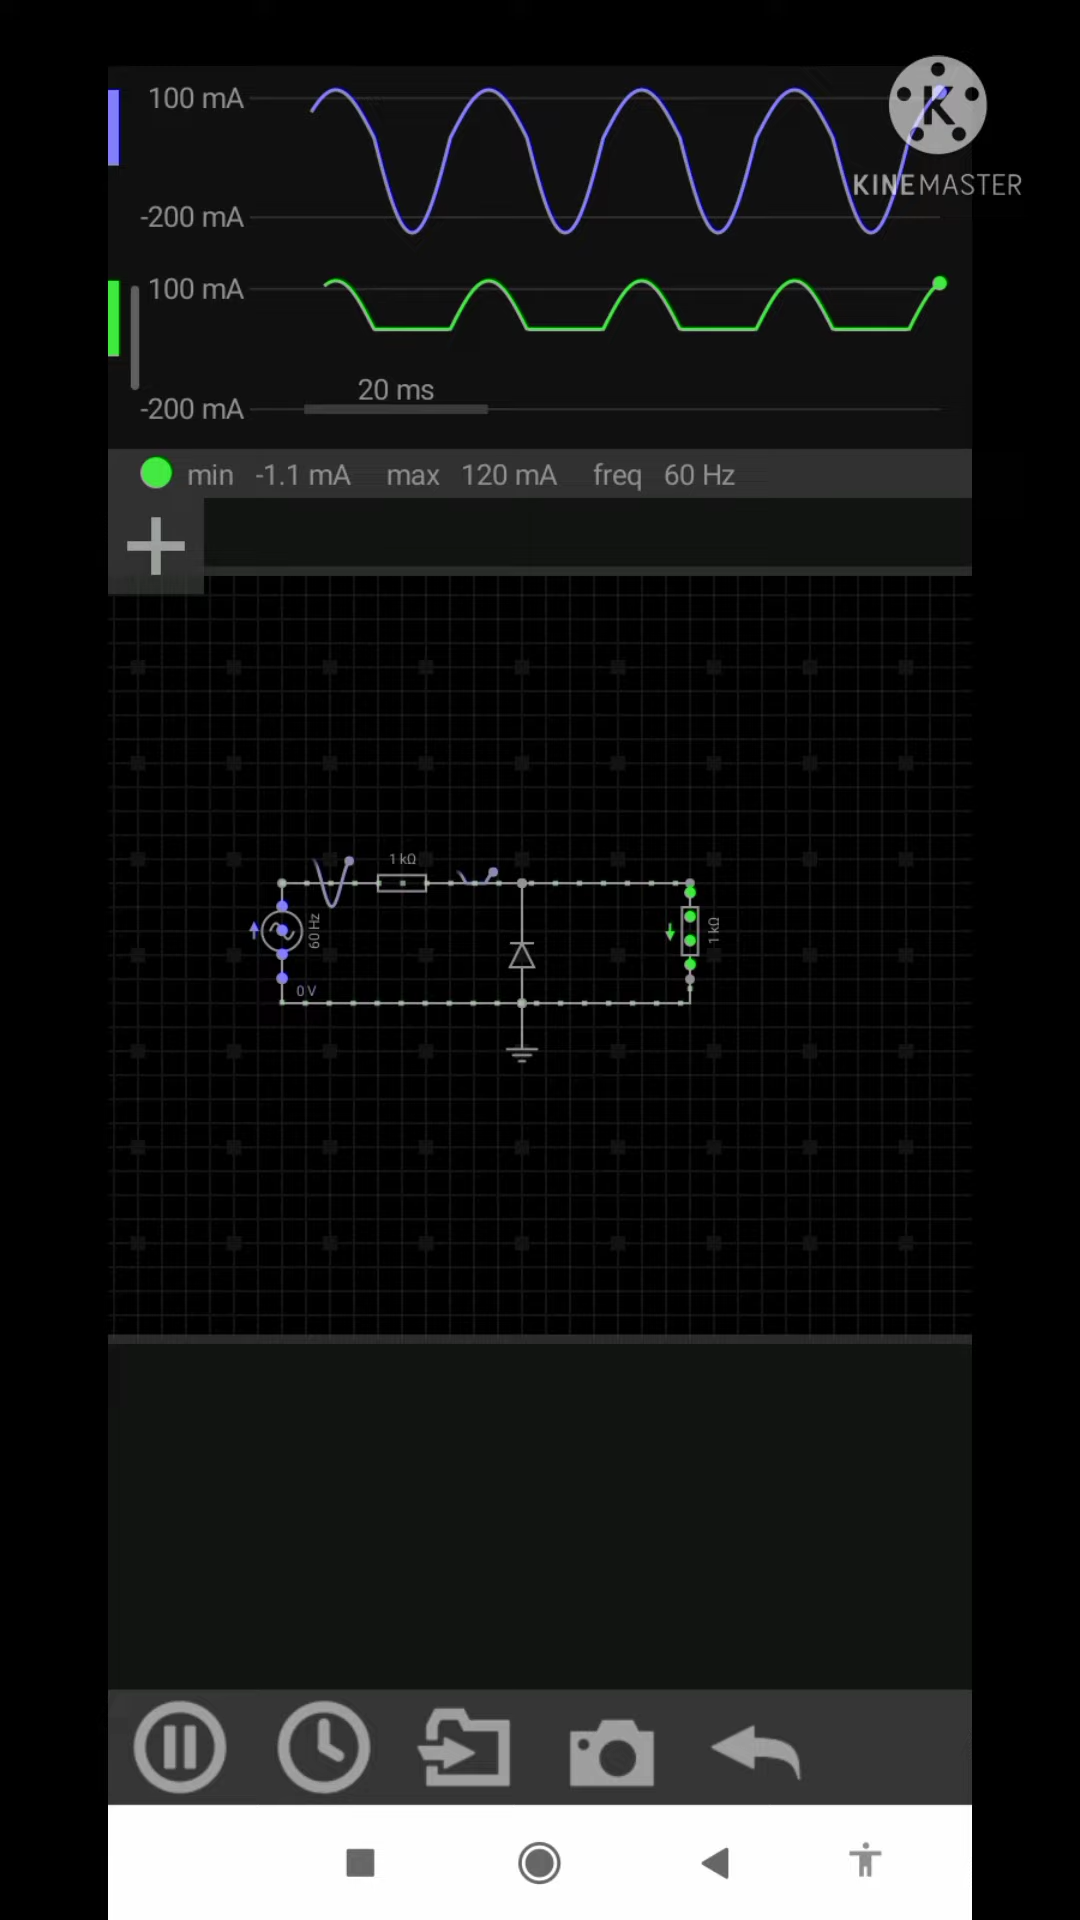 100 mA
KINEMASTER
-200 mA
100 mA
20 ms
-200 mA
min -1.1 mA max 120 mA freq 60 Hz
1 kΩ
60 Hz
1 kΩ
0 V